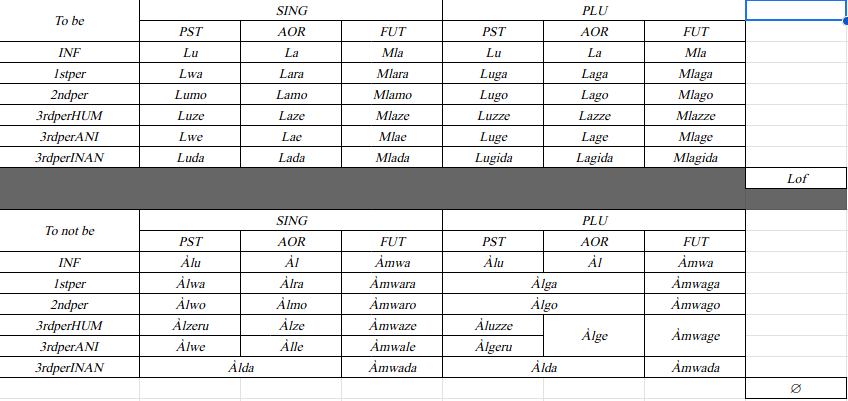 To be SING PLU
PST AOR FUT PST AOR FUT
INF Lu La Mla Lu La Mla
1stper Lwa Lara Mlara Luga Laga Mlaga
2ndper Lumo Lamo Mlamo Lugo Lago Mlago
3rdperHUM Luze Laze Mlaze Luzze Lazze Mlazze
3rdperANI Lwe Lae Mlae Luge Lage Mlage
3rdperINAN Luda Lada Mlada Lugida Lagida Mlagida
Lof
To not be SING PLU
PST AOR FUT PST AOR FUT
INF Àlu Àl Àmwa Àlu Àl Àmwa
1stper Àlwa Àlra Àmwara Àlga Àmwaga
2ndper Àlwo Àlmo Àmwaro Àlgo Àmwago
3rdperHUM Àlzeru Àlze Àmwaze Àluzze Àlge Àmwage
3rdperANI Àlwe Àlle Àmwale Àlgeru
3rdperINAN Àlda Àmwada Àlda Àmwada
∅